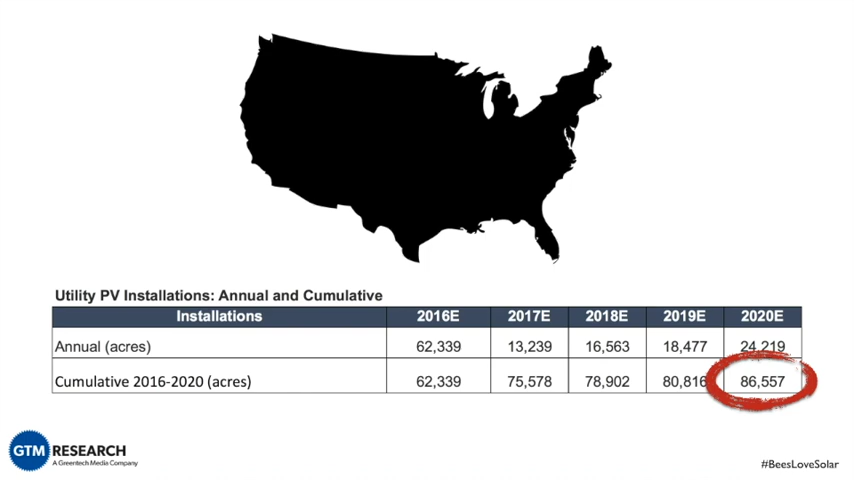 Utility PV Installations: Annual and Cumulative
Installations 2016E 2017E 2018E 2019E 2020E
Annual (acres) 62,339 13,239 16,563 18,477 24,219
Cumulative 2016-2020 (acres) 62,339 75,578 78,902 80,816 86,557
GTM RESEARCH
A Greentech Media Company
#BeesLoveSolar